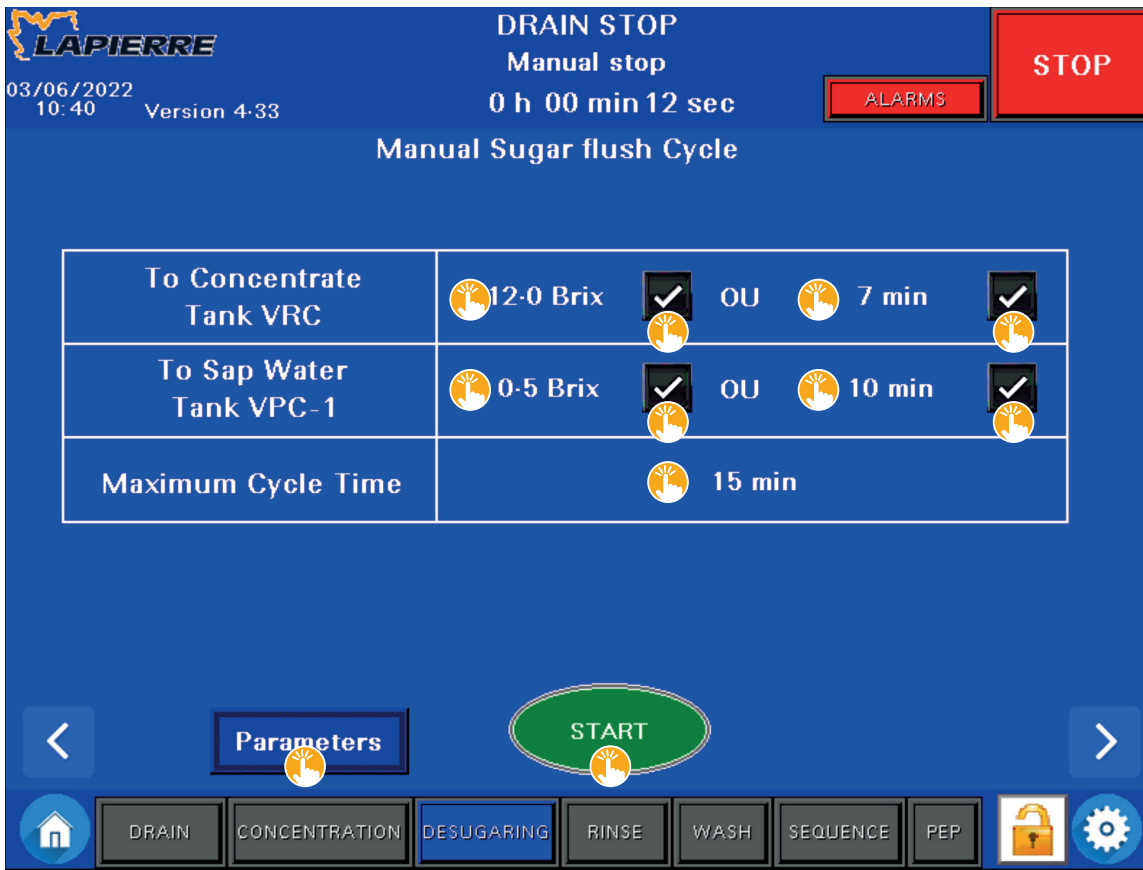 LAPIERRE
DRAIN STOP
Manual stop
0 h 00 min 12 sec
03/06/2022
10:40
Version 4·33
ALARMS
STOP
Manual Sugar flush Cycle
To Concentrate
Tank VRC
12·0 Brix
OU
7 min
To Sap Water
Tank VPC-1
0·5 Brix
OU
10 min
Maximum Cycle Time
15 min
Parameters
START
DRAIN
CONCENTRATION
DESUGARING
RINSE
WASH
SEQUENCE
PEP